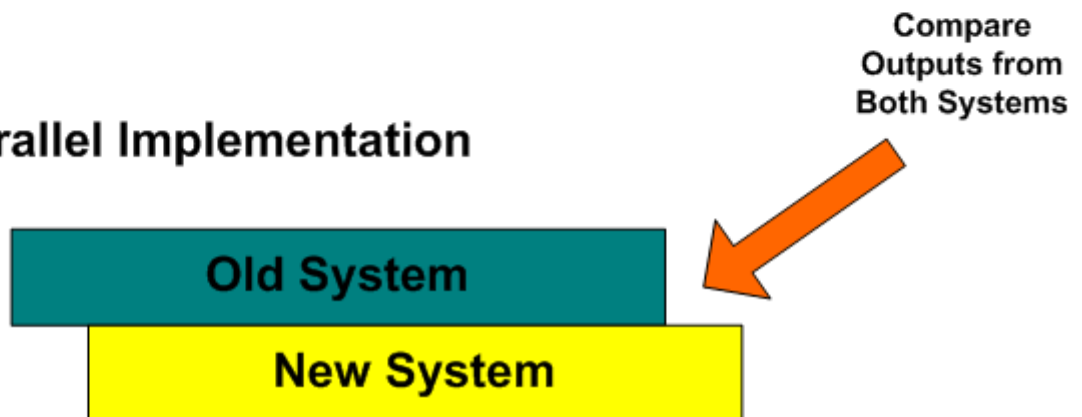 Compare
Outputs from
Both Systems
rallel Implementation
Old System
New System